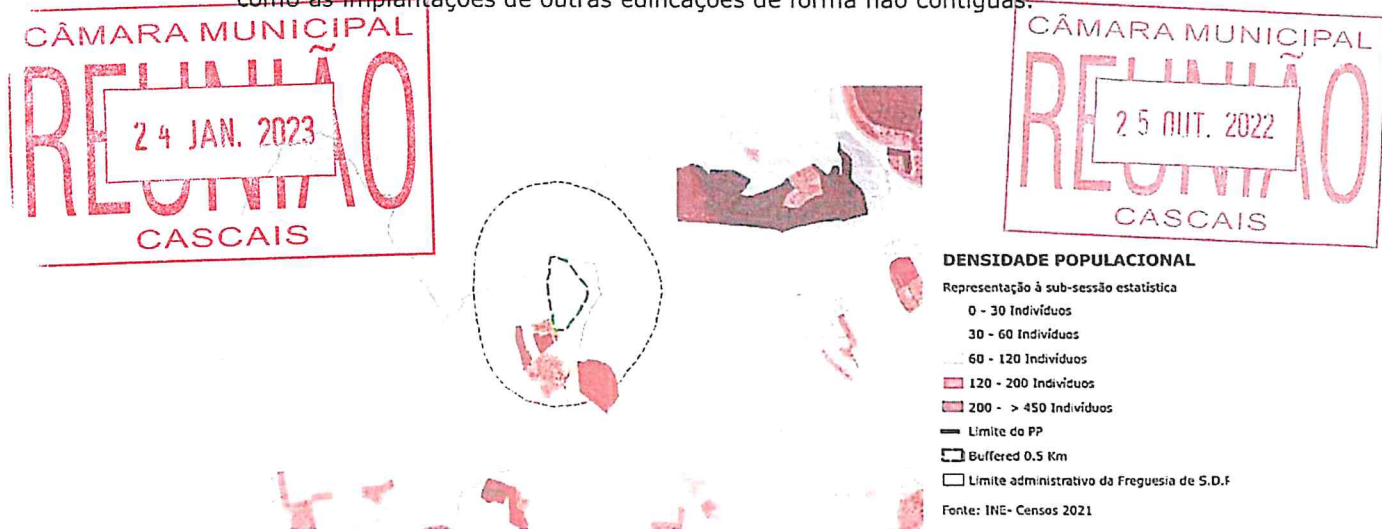 como as implantações de outras edificações de forma não contíguas.
CÂMARA MUNICIPAL
REUNIÃO
24 JAN. 2023
CASCAIS
CÂMARA MUNICIPAL
REUNIÃO
25 OUT. 2022
CASCAIS
DENSIDADE POPULACIONAL
Representação à sub-sessão estatistica
0 - 30 Indivíduos
30 - 60 Indivíduos
60 - 120 Indivíduos
120 - 200 Indivíduos
200 - > 450 Indivíduos
Limite do PP
Buffered 0.5 Km
Limite administrativo da Freguesia de S.D.R
Fonte: INE- Censos 2021